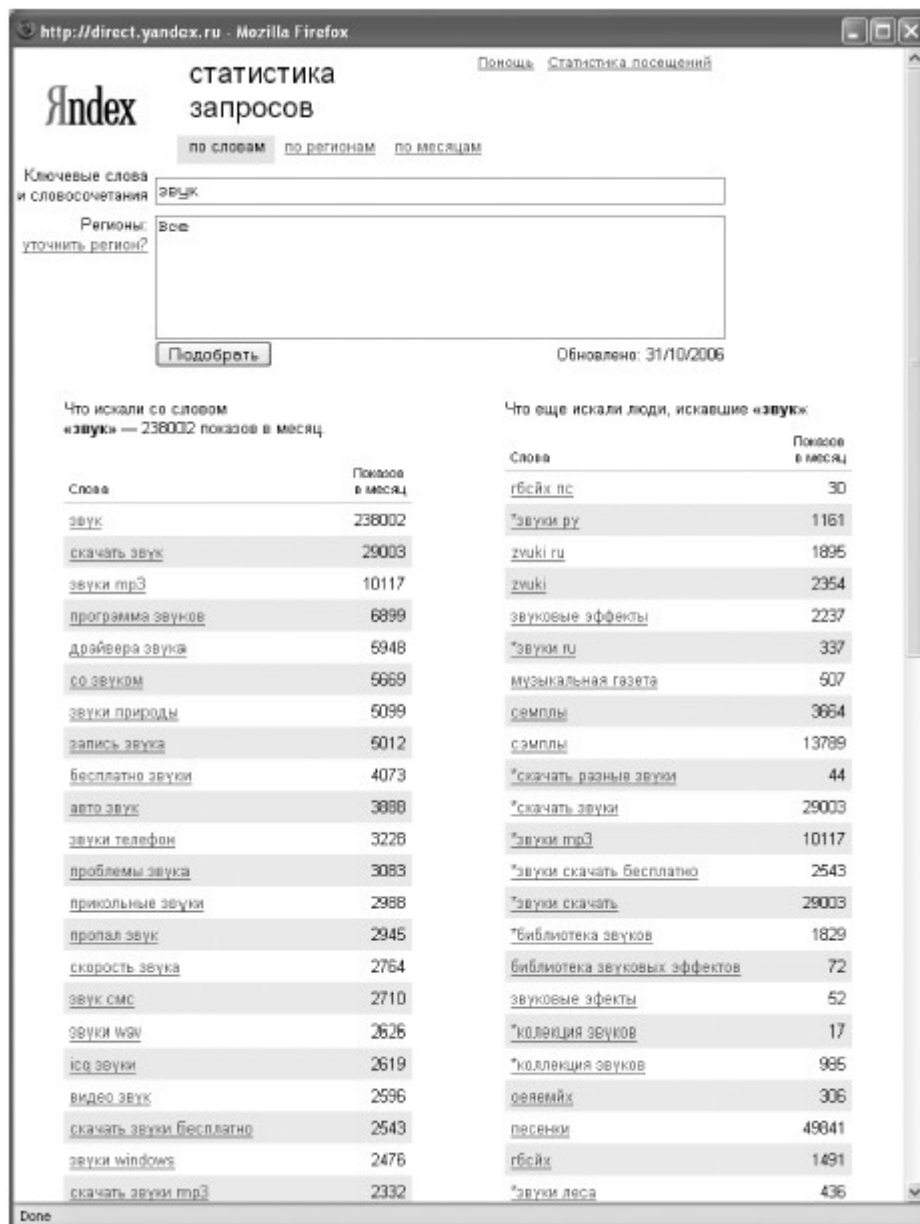 http://direct.yandex.ru - Mozilla Firefox
Яndex
статистика
запросов
Помощь Статистика посещений
по словам по регионам по месяцам
Ключевые слова
и словосочетания
звук
Регионы:
уточнить регион?
Все
Подобрать
Обновлено: 31/10/2006
Что искали со словом
«звук» — 238002 показов в месяц.
Слова Показов
в месяц
звук 238002
скачать звук 29003
звуки mp3 10117
программа звуков 6899
драйвера звука 5948
со звуком 5669
звуки природы 5099
запись звука 5012
бесплатно звуки 4073
авто звук 3888
звуки телефон 3228
проблемы звука 3083
прикольные звуки 2988
пропал звук 2945
скорость звука 2764
звук смс 2710
звуки wav 2626
icq звуки 2619
видео звук 2596
скачать звуки бесплатно 2543
звуки windows 2476
скачать звуки mp3 2332
Что еще искали люди, искавшие «звук»:
Слова Показов
в месяц
гбсйх пс 30
*звуки ру 1161
zvuki ru 1895
zvuki 2354
звуковые эффекты 2237
*звуки ru 337
музыкальная газета 507
семплы 3664
сэмплы 13789
*скачать разные звуки 44
*скачать звуки 29003
*звуки mp3 10117
*звуки скачать бесплатно 2543
*звуки скачать 29003
*библиотека звуков 1829
библиотека звуковых эффектов 72
звуковые эфекты 52
*колекция звуков 17
*коллекция звуков 985
оеяемйх 306
песенки 49841
гбсйх 1491
*звуки леса 436
Done